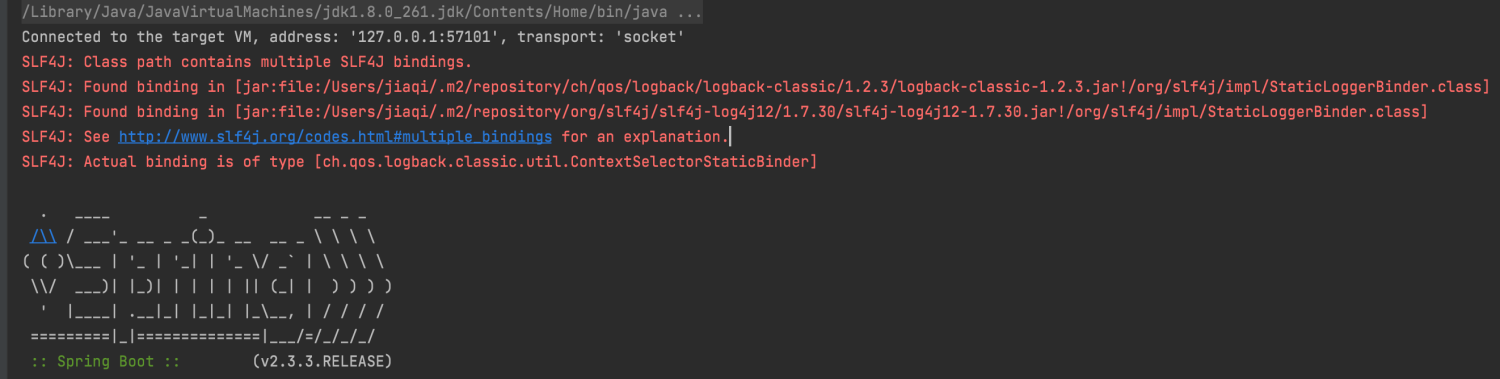 /Library/Java/JavaVirtualMachines/jdk1.8.0_261.jdk/Contents/Home/bin/java ...
Connected to the target VM, address: '127.0.0.1:57101', transport: 'socket'
SLF4J: Class path contains multiple SLF4J bindings.
SLF4J: Found binding in [jar:file:/Users/jiaqi/.m2/repository/ch/qos/logback/logback-classic/1.2.3/logback-classic-1.2.3.jar!/org/slf4j/impl/StaticLoggerBinder.class]
SLF4J: Found binding in [jar:file:/Users/jiaqi/.m2/repository/org/slf4j/slf4j-log4j12/1.7.30/slf4j-log4j12-1.7.30.jar!/org/slf4j/impl/StaticLoggerBinder.class]
SLF4J: See http://www.slf4j.org/codes.html#multiple_bindings for an explanation.
SLF4J: Actual binding is of type [ch.qos.logback.classic.util.ContextSelectorStaticBinder]
  .   ____          _            __ _ _
 /\\ / ___'_ __ _ _(_)_ __  __ _ \ \ \ \
( ( )\___ | '_ | '_| | '_ \/ _` | \ \ \ \
 \\/  ___)| |_)| | | | | || (_| |  ) ) ) )
  '  |____| .__|_| |_|_| |_\__, | / / / /
 =========|_|==============|___/=/_/_/_/
 :: Spring Boot ::        (v2.3.3.RELEASE)